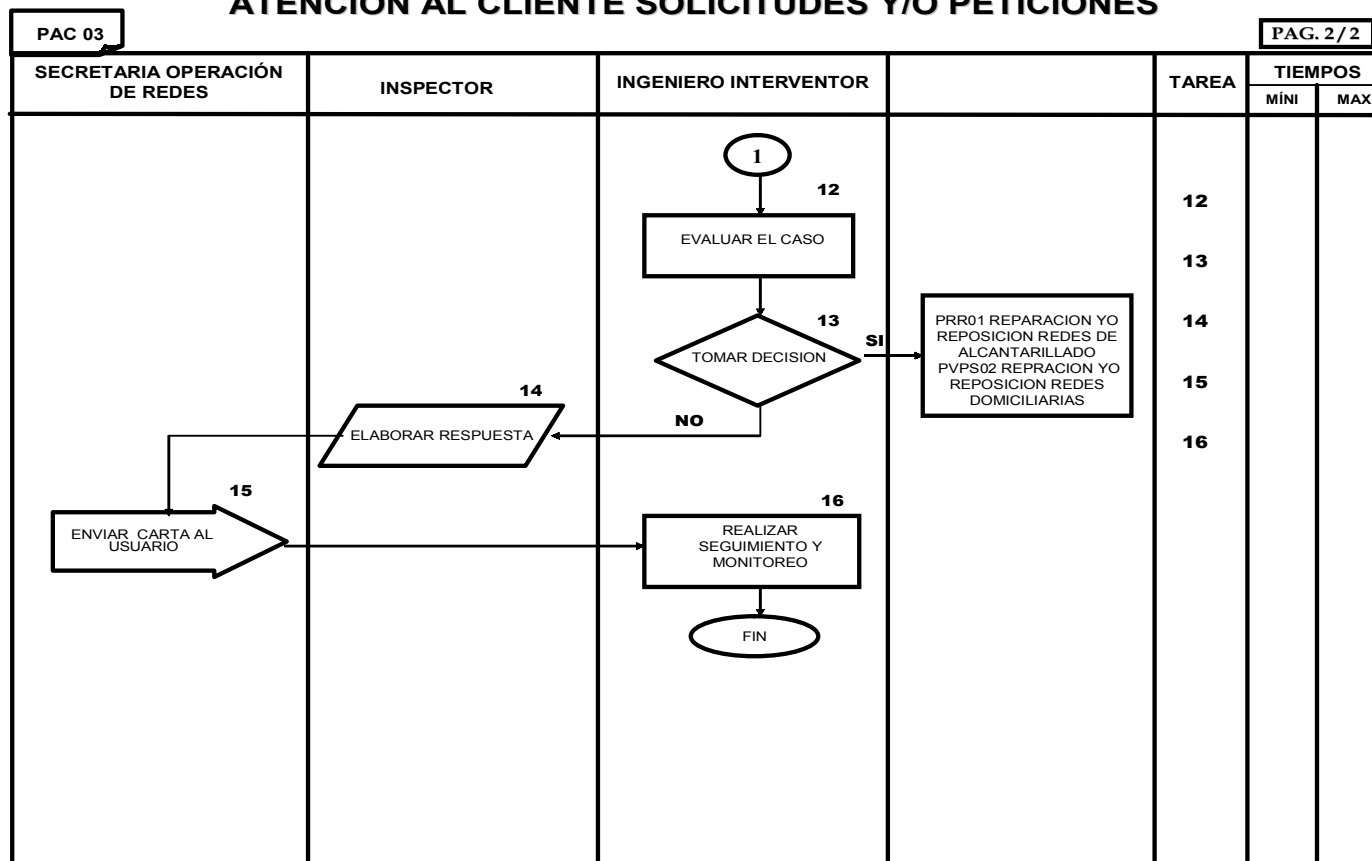 ATENCIÓN AL CLIENTE SOLICITUDES Y/O PETICIONES
PAC 03
PAG. 2/2
SECRETARIA OPERACIÓN
DE REDES
INSPECTOR
INGENIERO INTERVENTOR
TAREA
TIEMPOS
MÍNI
MAX
1
12
EVALUAR EL CASO
13
TOMAR DECISION
SI
PRR01 REPARACION YO
REPOSICION REDES DE
ALCANTARILLADO
PVPS02 REPRACION YO
REPOSICION REDES
DOMICILIARIAS
NO
14
ELABORAR RESPUESTA
15
ENVIAR CARTA AL
USUARIO
16
REALIZAR
SEGUIMIENTO Y
MONITOREO
FIN
12
13
14
15
16